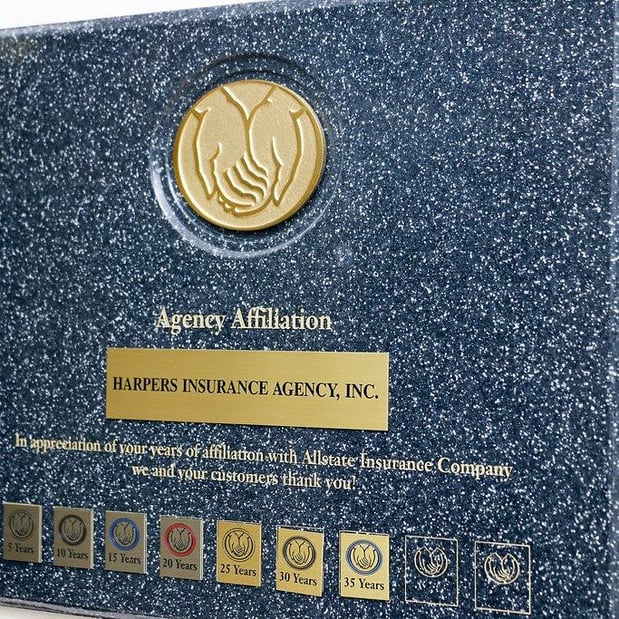 Agency Affiliation
HARPERS INSURANCE AGENCY, INC.
In appreciation of your years of affiliation with Allstate Insurance Company
we and your customers thank you!
5 Years
10 Years
15 Years
20 Years
25 Years
30 Years
35 Years